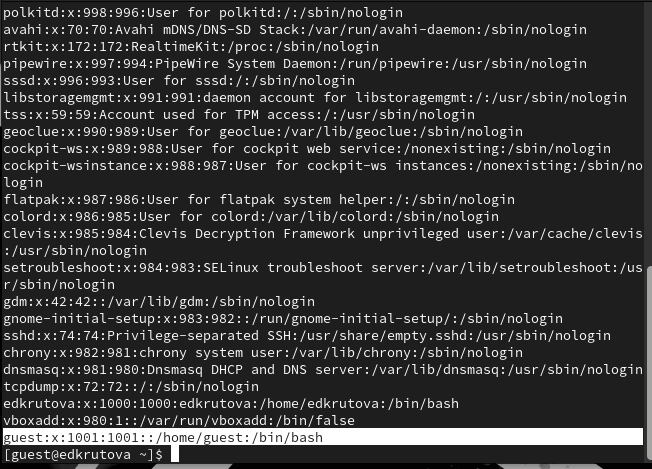 polkitd:x:998:996:User for polkitd:/:/sbin/nologin
avahi:x:70:70:Avahi mDNS/DNS-SD Stack:/var/run/avahi-daemon:/sbin/nologin
rtkit:x:172:172:RealtimeKit:/proc:/sbin/nologin
pipewire:x:997:994:PipeWire System Daemon:/run/pipewire:/usr/sbin/nologin
sssd:x:996:993:User for sssd:/:/sbin/nologin
libstoragemgmt:x:991:991:daemon account for libstoragemgmt:/:/usr/sbin/nologin
tss:x:59:59:Account used for TPM access:/:/usr/sbin/nologin
geoclue:x:990:989:User for geoclue:/var/lib/geoclue:/sbin/nologin
cockpit-ws:x:989:988:User for cockpit web service:/nonexisting:/sbin/nologin
cockpit-wsinstance:x:988:987:User for cockpit-ws instances:/nonexisting:/sbin/no
login
flatpak:x:987:986:User for flatpak system helper:/:/sbin/nologin
colord:x:986:985:User for colord:/var/lib/colord:/sbin/nologin
clevis:x:985:984:Clevis Decryption Framework unprivileged user:/var/cache/clevis
:/usr/sbin/nologin
setroubleshoot:x:984:983:SELinux troubleshoot server:/var/lib/setroubleshoot:/us
r/sbin/nologin
gdm:x:42:42::/var/lib/gdm:/sbin/nologin
gnome-initial-setup:x:983:982::/run/gnome-initial-setup/:/sbin/nologin
sshd:x:74:74:Privilege-separated SSH:/usr/share/empty.sshd:/usr/sbin/nologin
chrony:x:982:981:chrony system user:/var/lib/chrony:/sbin/nologin
dnsmasq:x:981:980:Dnsmasq DHCP and DNS server:/var/lib/dnsmasq:/usr/sbin/nologin
tcpdump:x:72:72::/:/sbin/nologin
edkrutova:x:1000:1000:edkrutova:/home/edkrutova:/bin/bash
vboxadd:x:980:1::/var/run/vboxadd:/bin/false
guest:x:1001:1001::/home/guest:/bin/bash
[guest@edkrutova ~]$